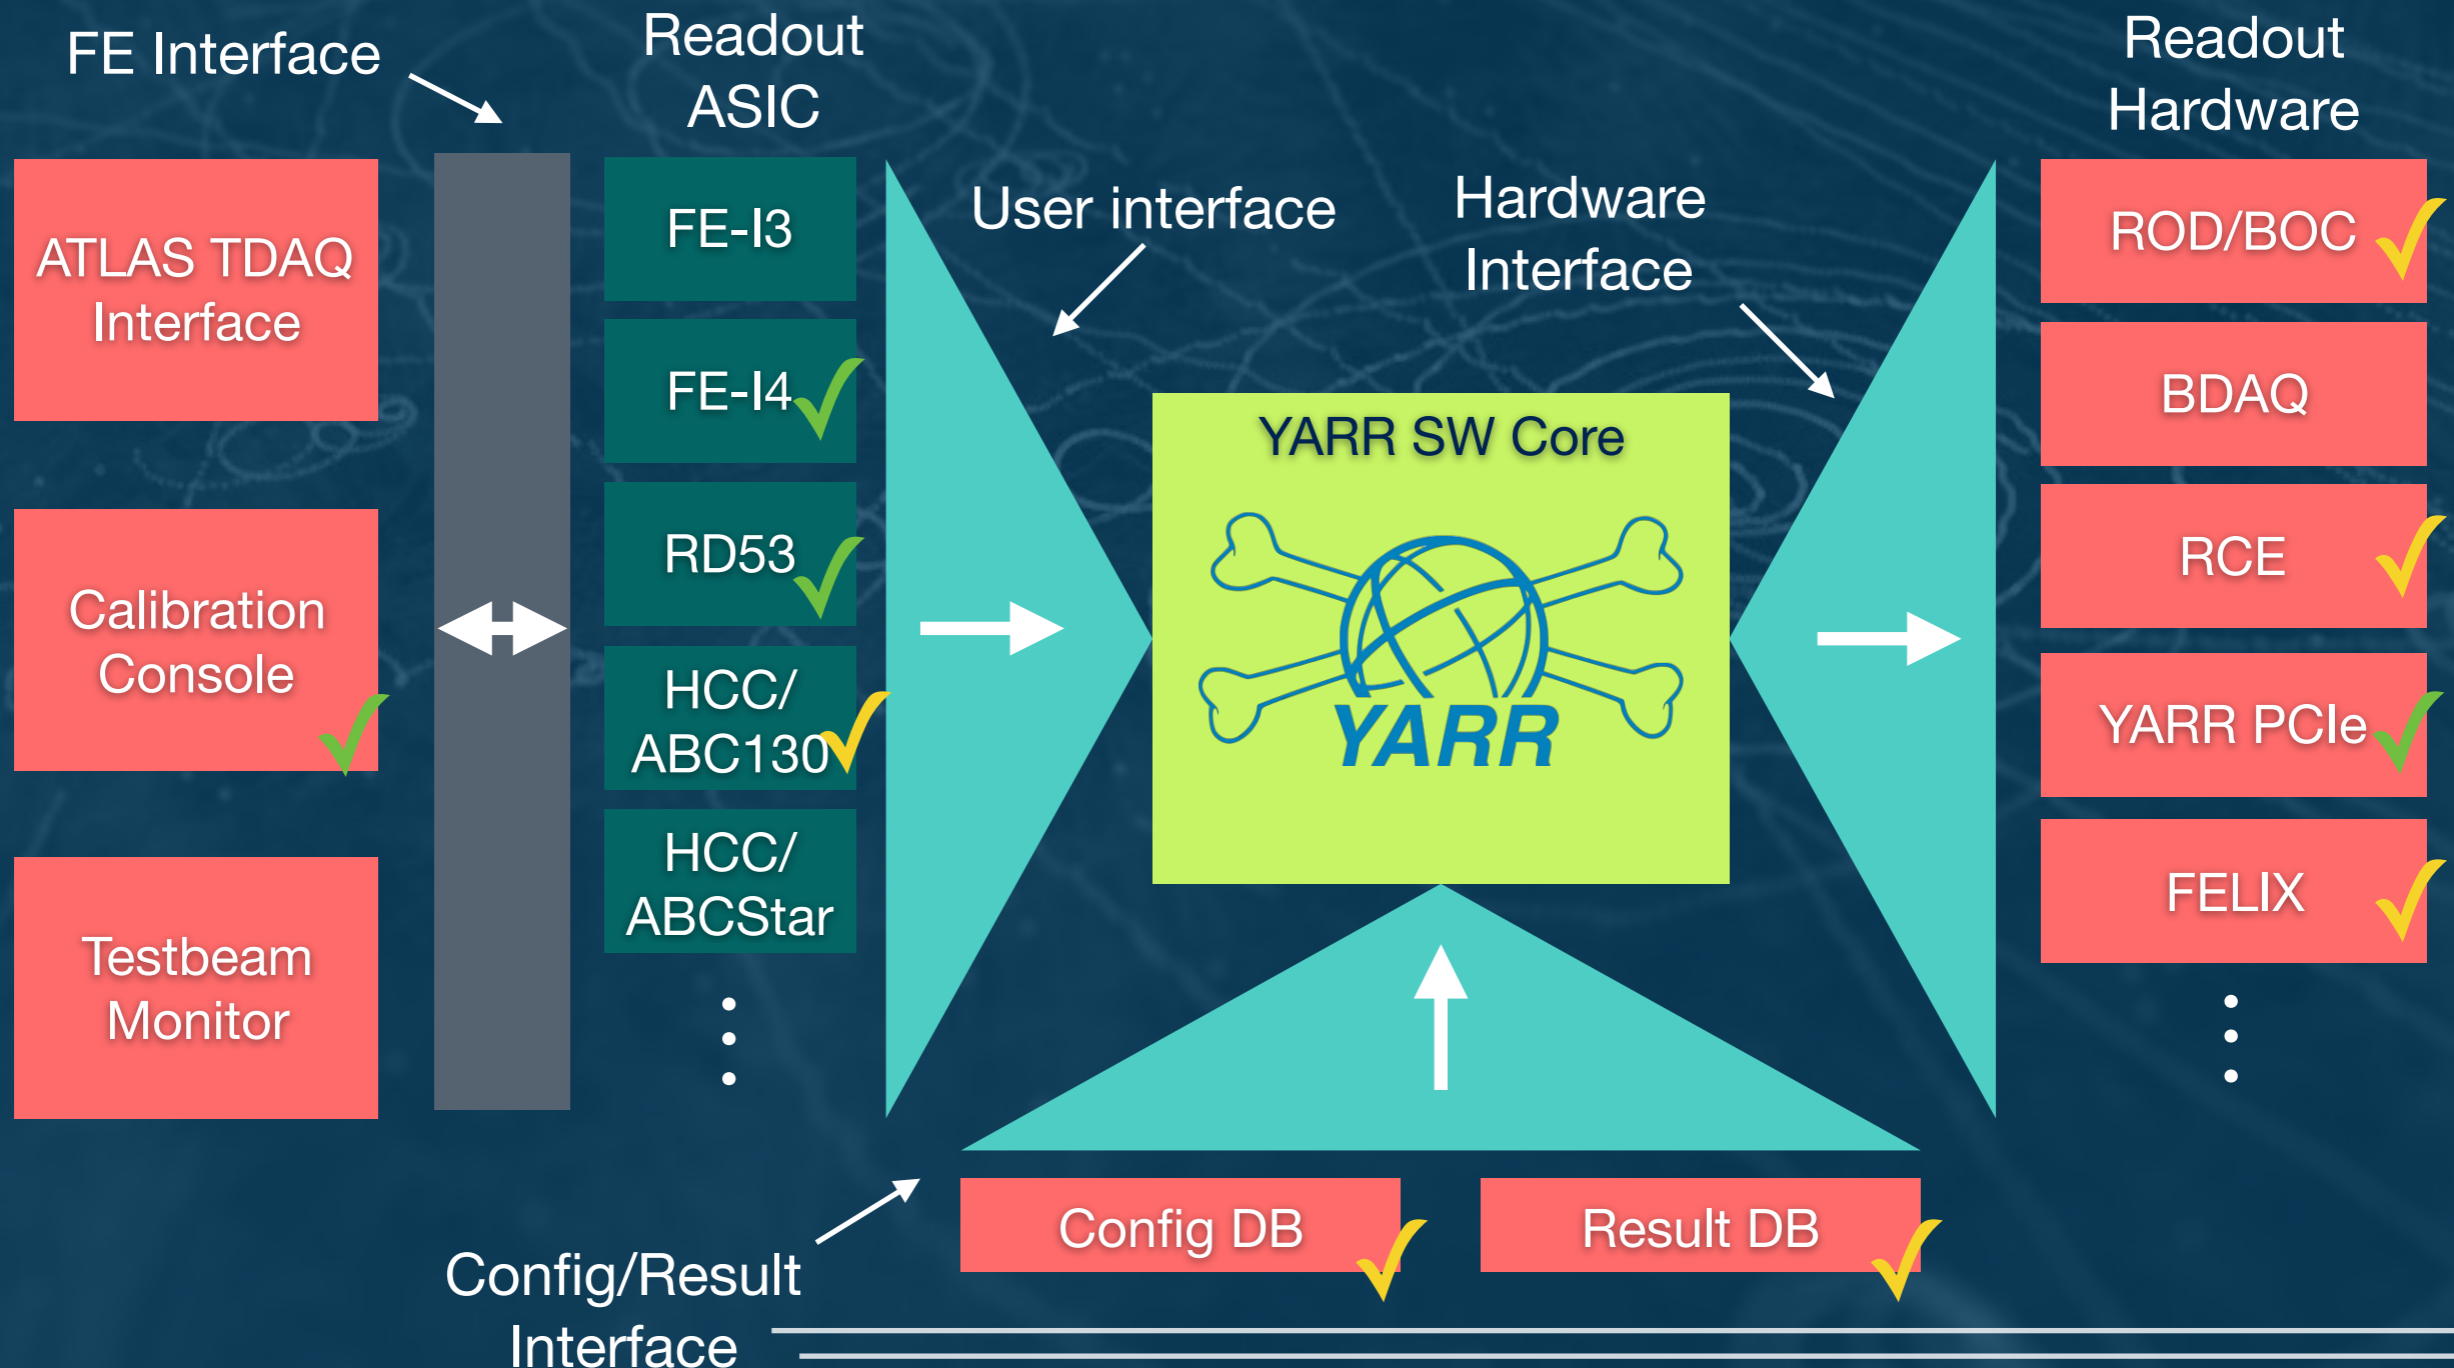 FE Interface
Readout
ASIC
Readout
Hardware
ATLAS TDAQ
Interface
Calibration
Console
Testbeam
Monitor
FE-I3
FE-I4
RD53
HCC/
ABC130
HCC/
ABCStar
User interface
Hardware
Interface
YARR SW Core
YARR
ROD/BOC
BDAQ
RCE
YARR PCIe
FELIX
Config DB
Result DB
Config/Result
Interface